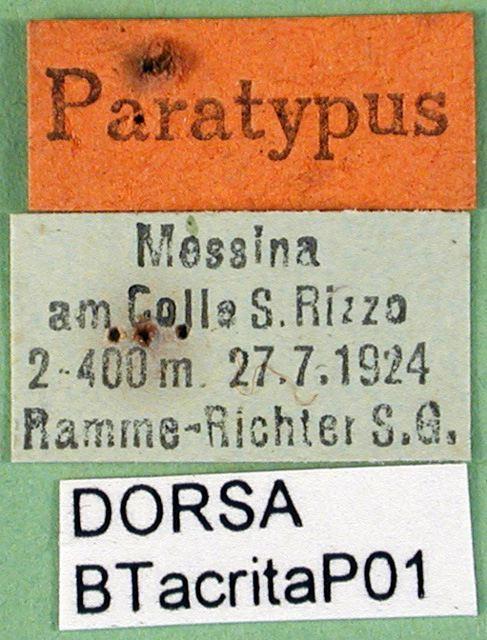 Paratypus
Messina
am Colle S. Rizzo
2-400 m. 27.7.1924
Ramme-Richter S.G.
DORSA
BTacritaP01